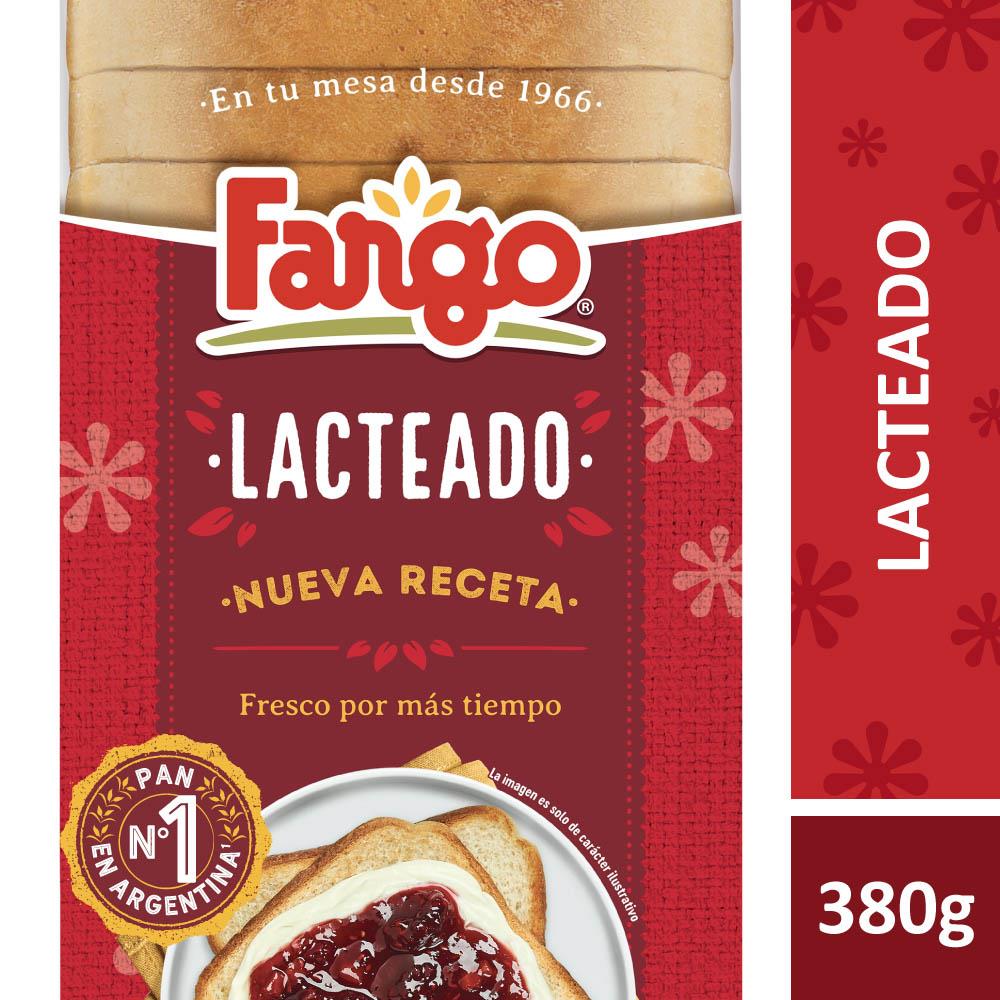 ·En tu mesa desde 1966·
Fargo®
·LACTEADO·
·NUEVA RECETA·
Fresco por más tiempo
La imagen es solo de carácter ilustrativo
PAN
Nº1
EN ARGENTINA¹
LACTEADO
380g